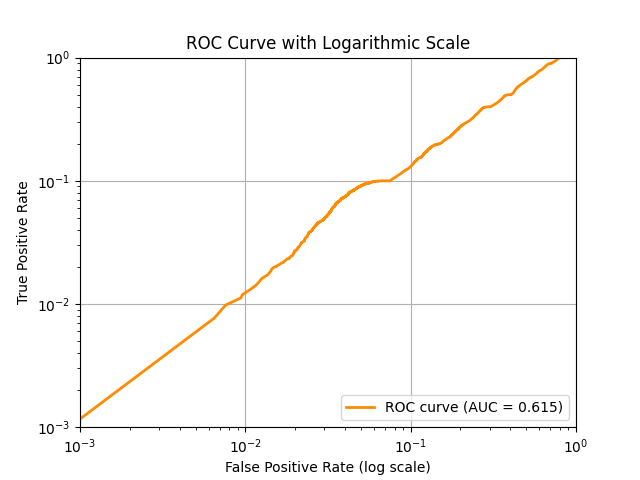 ROC Curve with Logarithmic Scale
True Positive Rate
10⁰
10⁻¹
10⁻²
10⁻³
ROC curve (AUC = 0.615)
10⁻³ 10⁻² 10⁻¹ 10⁰
False Positive Rate (log scale)